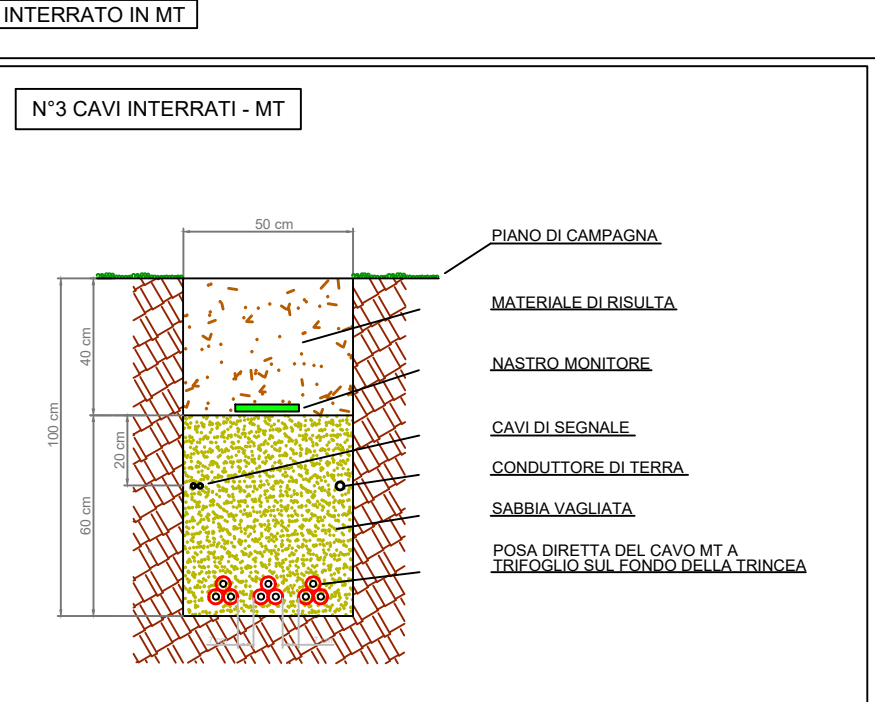 INTERRATO IN MT
N°3 CAVI INTERRATI - MT
50 cm
PIANO DI CAMPAGNA
MATERIALE DI RISULTA
40 cm
NASTRO MONITORE
100 cm
CAVI DI SEGNALE
20 cm
CONDUTTORE DI TERRA
60 cm
SABBIA VAGLIATA
POSA DIRETTA DEL CAVO MT A
TRIFOGLIO SUL FONDO DELLA TRINCEA